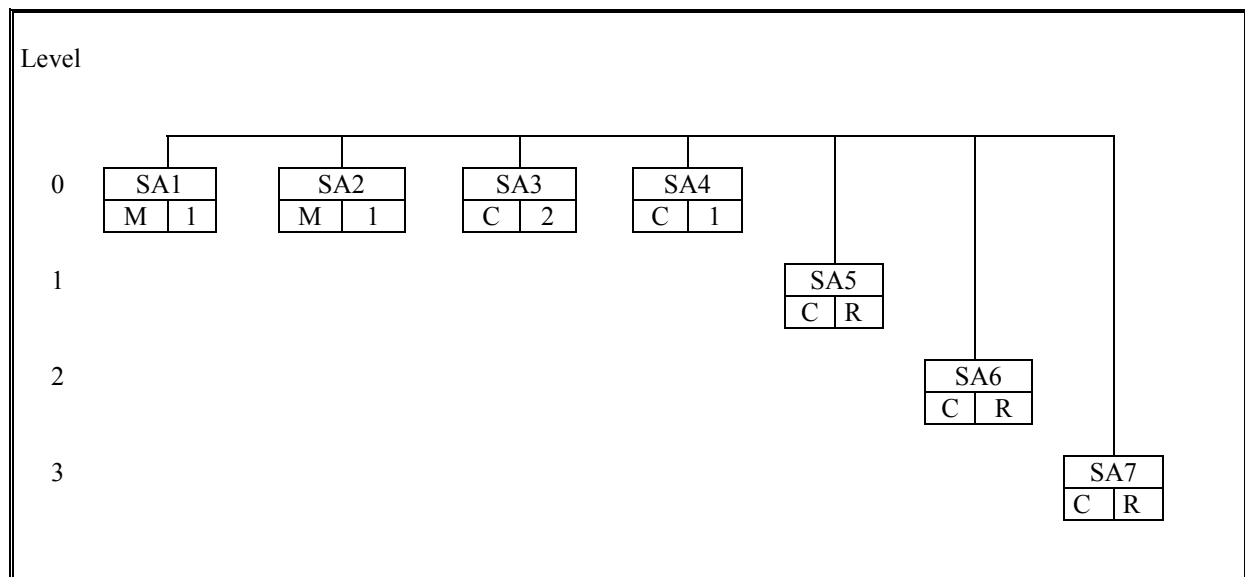 Level
0 SA1 SA2 SA3 SA4
M 1 M 1 C 2 C 1
1 SA5
C R
2 SA6
C R
3 SA7
C R